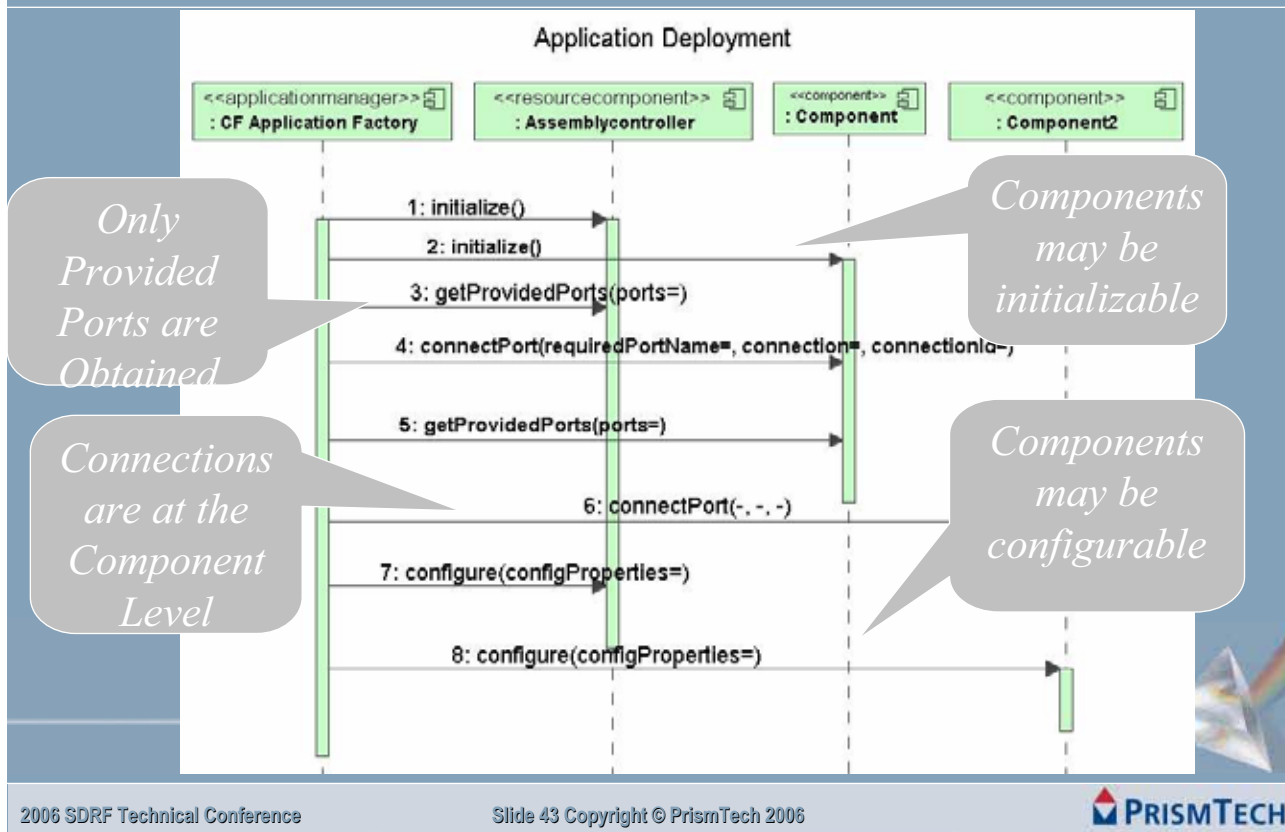 Application Deployment
<<applicationmanager>>
: CF Application Factory
<<resourcecomponent>>
: Assemblycontroller
<<component>>
: Component
<<component>>
: Component2
Only
Provided
Ports are
Obtained
Components
may be
initializable
1: initialize()
2: initialize()
3: getProvidedPorts(ports=)
4: connectPort(requiredPortName=, connection=, connectionId=)
5: getProvidedPorts(ports=)
Connections
are at the
Component
Level
Components
may be
configurable
6: connectPort(-, -, -)
7: configure(configProperties=)
8: configure(configProperties=)
2006 SDRF Technical Conference
Slide 43 Copyright © PrismTech 2006
PRISMTECH